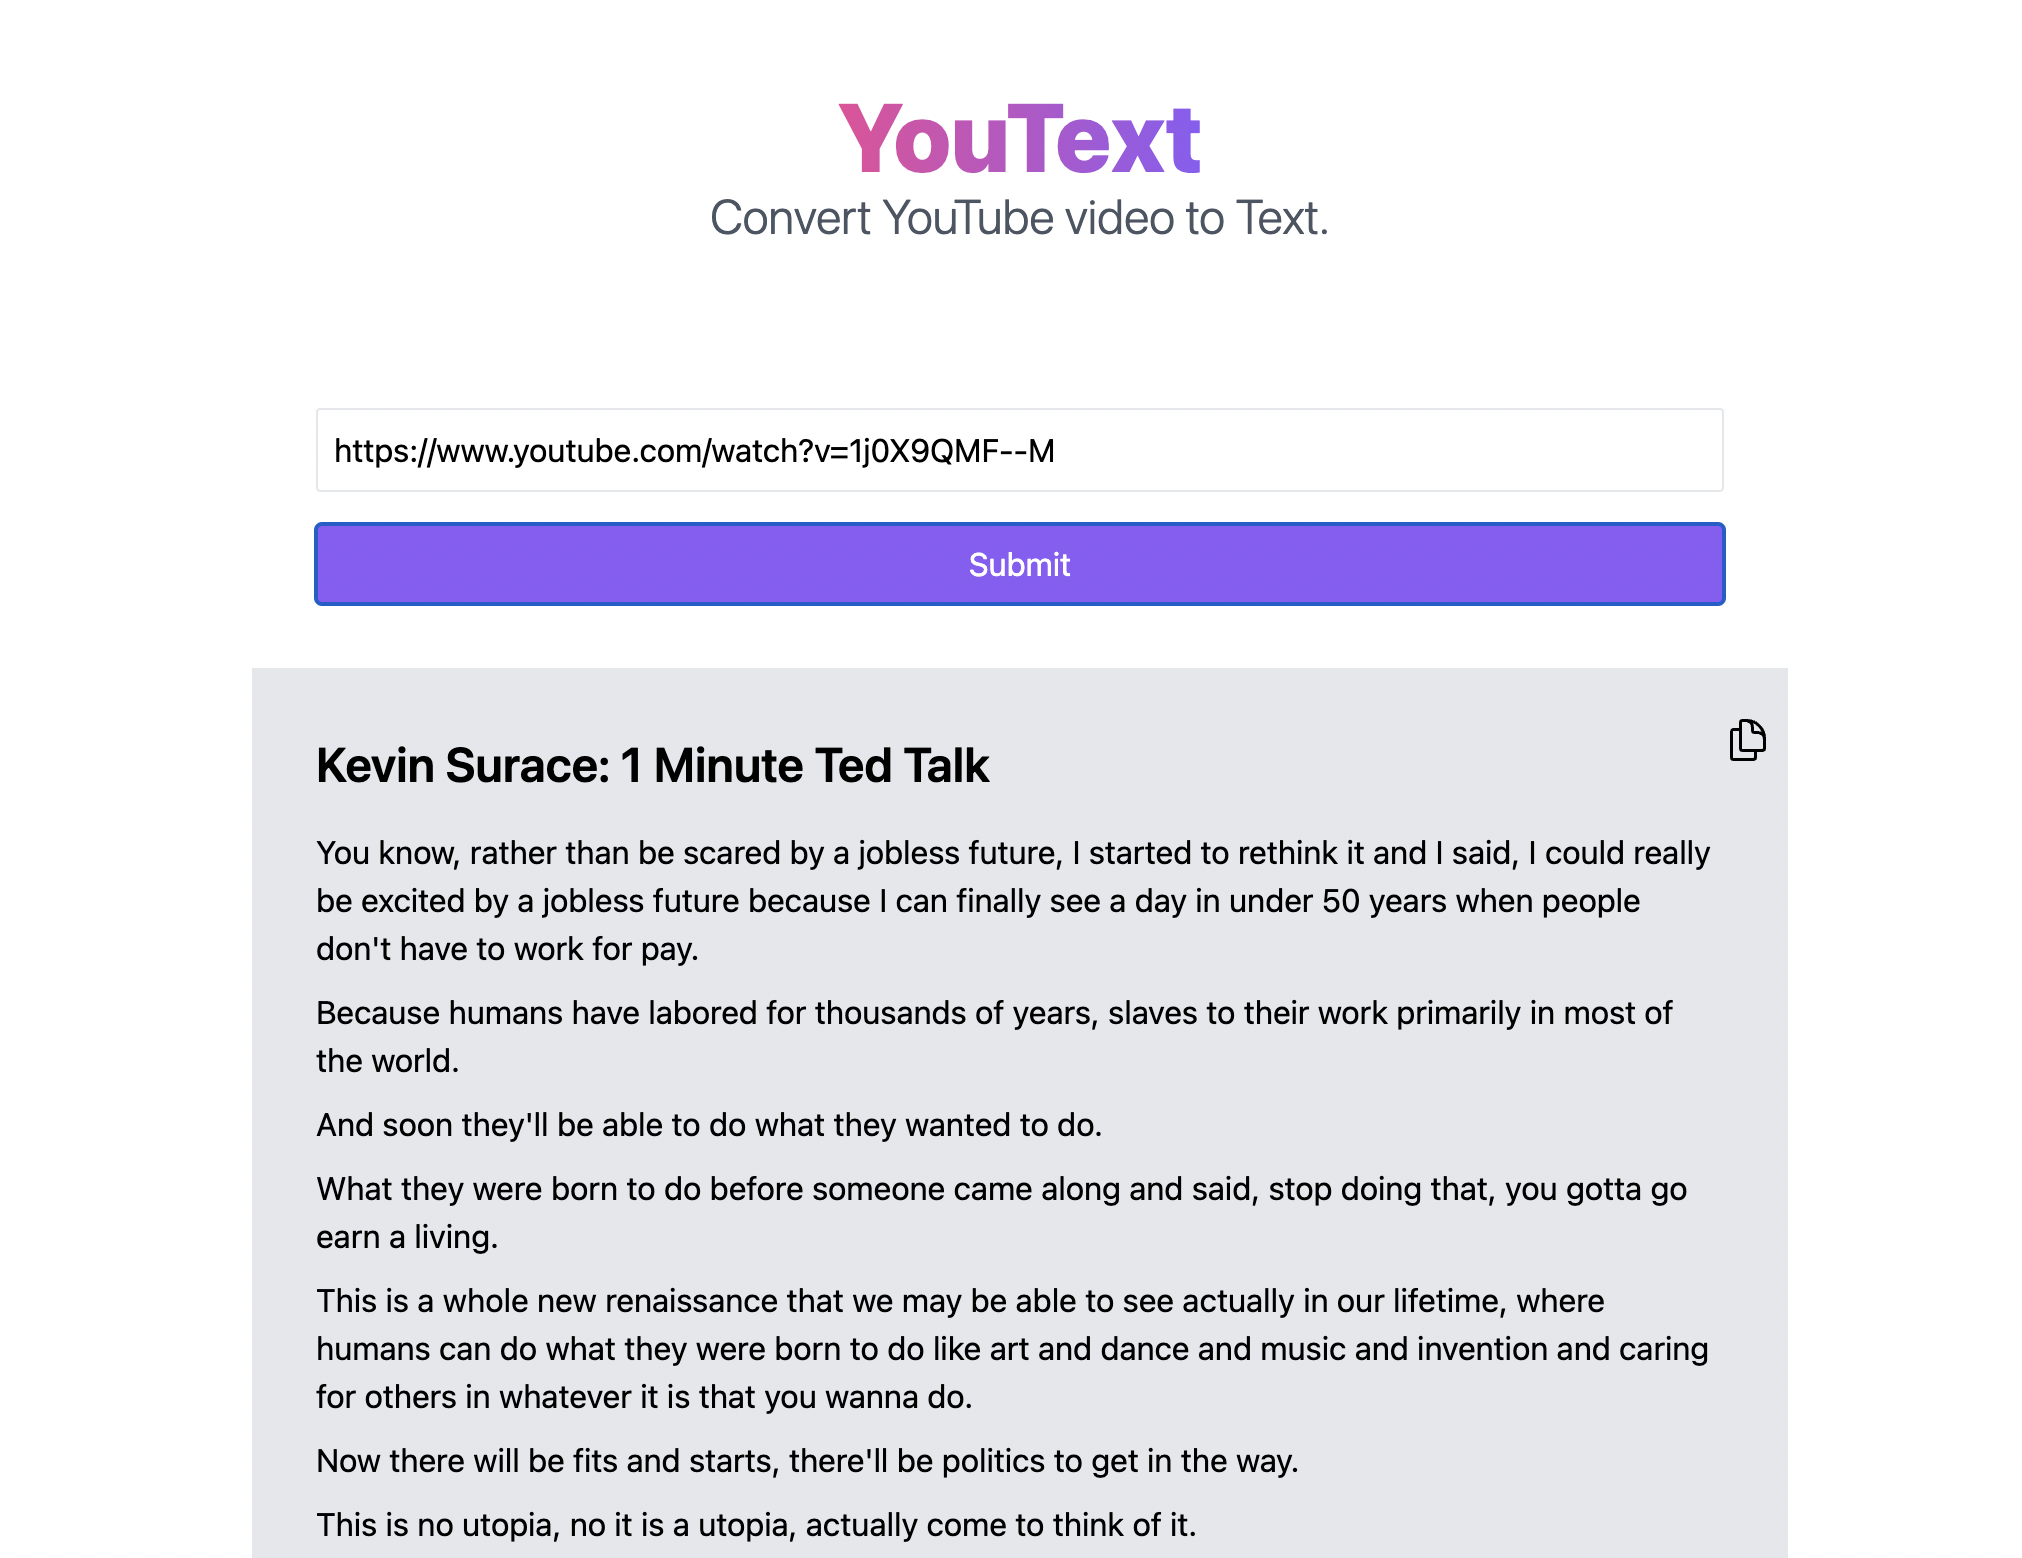 YouText
Convert YouTube video to Text.
https://www.youtube.com/watch?v=1j0X9QMF--M
Submit
Kevin Surace: 1 Minute Ted Talk
You know, rather than be scared by a jobless future, I started to rethink it and I said, I could really
be excited by a jobless future because I can finally see a day in under 50 years when people
don't have to work for pay.
Because humans have labored for thousands of years, slaves to their work primarily in most of
the world.
And soon they'll be able to do what they wanted to do.
What they were born to do before someone came along and said, stop doing that, you gotta go
earn a living.
This is a whole new renaissance that we may be able to see actually in our lifetime, where
humans can do what they were born to do like art and dance and music and invention and caring
for others in whatever it is that you wanna do.
Now there will be fits and starts, there'll be politics to get in the way.
This is no utopia, no it is a utopia, actually come to think of it.